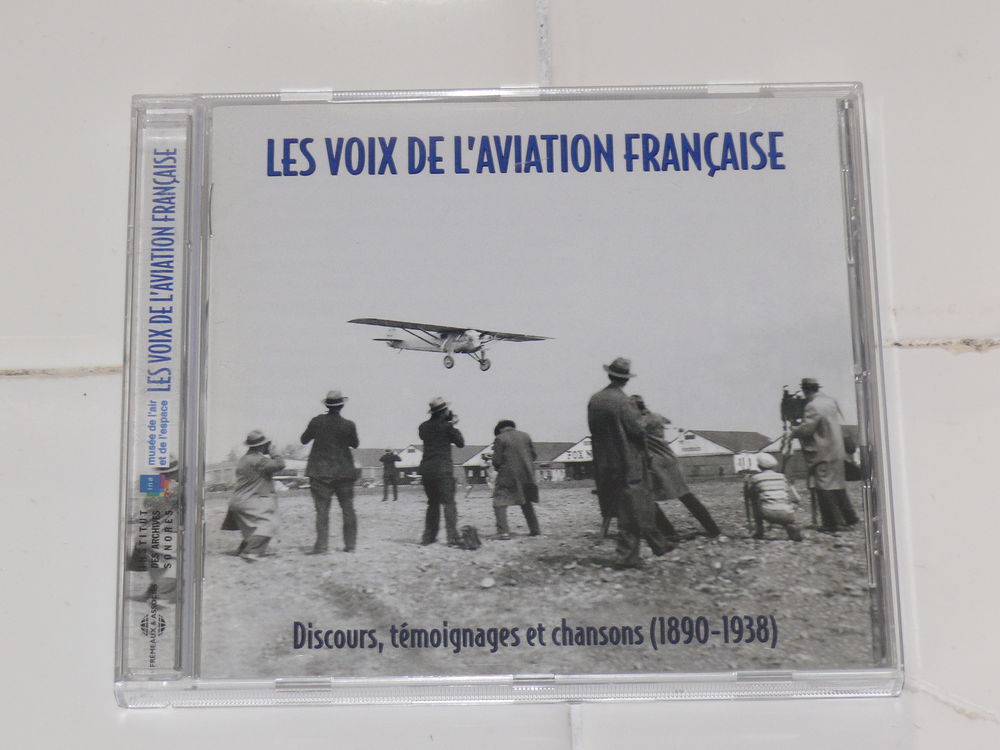 LES VOIX DE L'AVIATION FRANÇAISE
Discours, témoignages et chansons (1890-1938)
LES VOIX DE L'AVIATION FRANÇAISE
musée de l'air
et de l'espace
ina
INSTITUT
DES ARCHIVES
SONORES
FRÉMEAUX & ASSOCIÉS